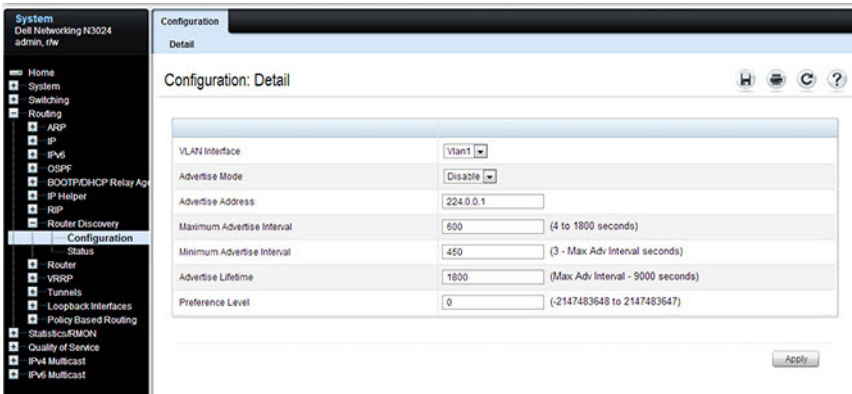 System
Dell Networking N3024
admin, r/w
Home
System
Switching
Routing
ARP
IP
IPv6
OSPF
BOOTP/DHCP Relay Age
IP Helper
RIP
Router Discovery
Configuration
Status
Router
VRRP
Tunnels
Loopback Interfaces
Policy Based Routing
Statistics/RMON
Quality of Service
IPv4 Multicast
IPv6 Multicast
Configuration
Detail
Configuration: Detail
VLAN Interface Vlan1
Advertise Mode Disable
Advertise Address 224.0.0.1
Maximum Advertise Interval 600 (4 to 1800 seconds)
Minimum Advertise Interval 450 (3 - Max Adv Interval seconds)
Advertise Lifetime 1800 (Max Adv Interval - 9000 seconds)
Preference Level 0 (-2147483648 to 2147483647)
Apply